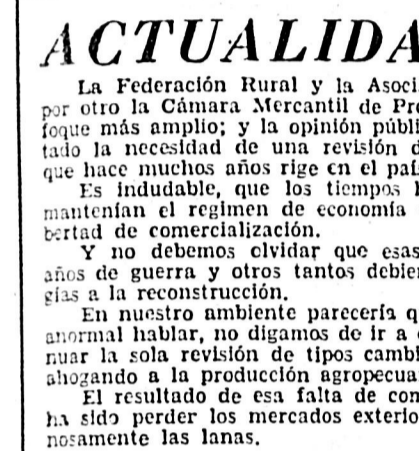 ACTUALIDA
La Federación Rural y la Asoci
por otro la Cámara Mercantil de Pro
foque más amplio; y la opinión públi
tado la necesidad de una revisión d
que hace muchos años rige en el país
Es indudable, que los tiempos h
mantenían el regimen de economía
bertad de comercialización.
Y no debemos olvidar que esas
años de guerra y otros tantos debier
gías a la reconstrucción.
En nuestro ambiente parecería q
anormal hablar, no digamos de ir a
nuar la sola revisión de tipos cambi
ahogando a la producción agropecua
El resultado de esa falta de com
ha sido perder los mercados exterio
nosamente las lanas.